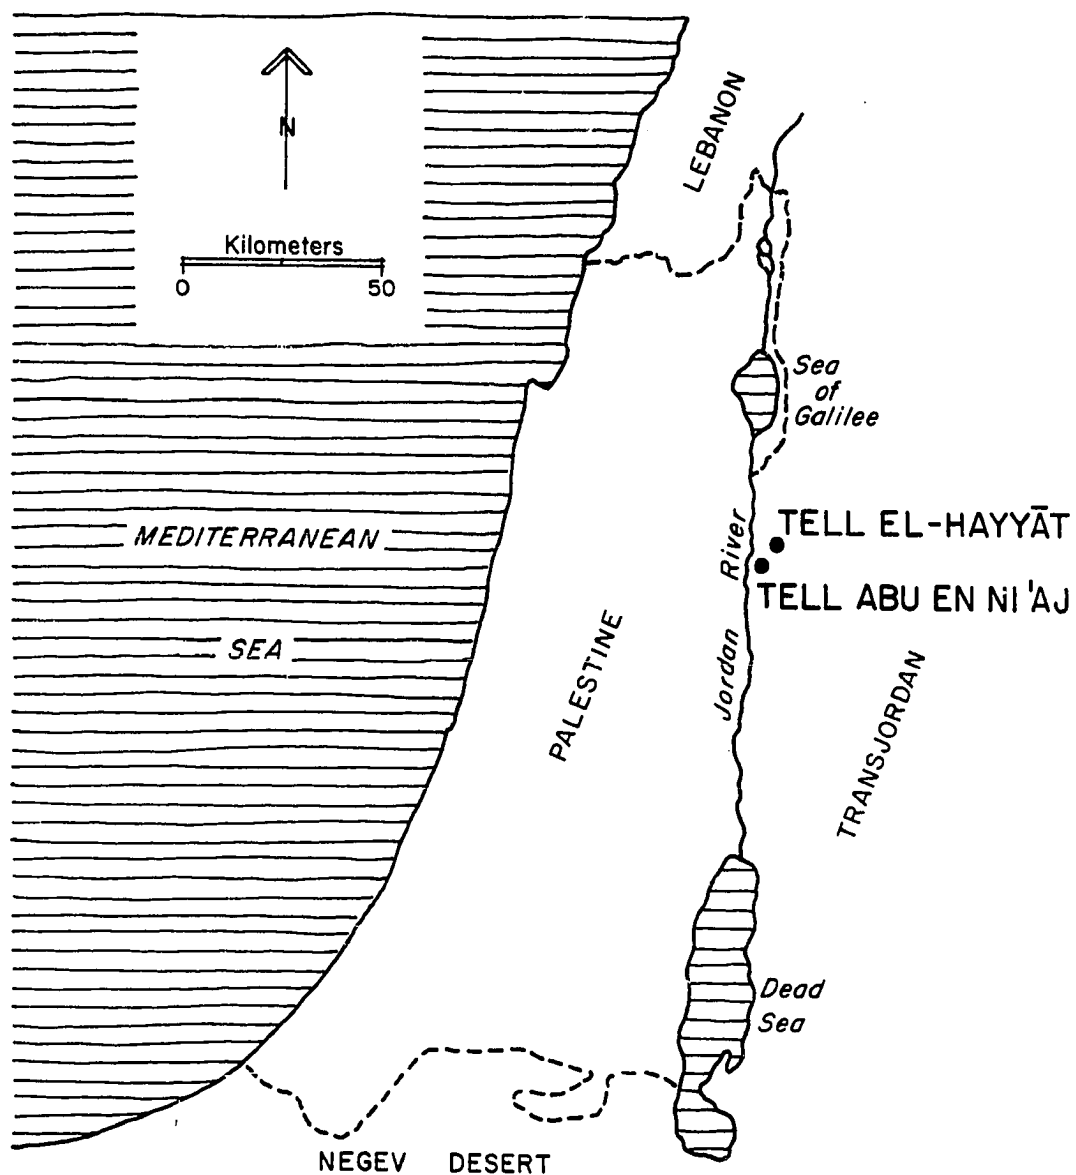 N
Kilometers
0 50
LEBANON
Sea
of
Galilee
MEDITERRANEAN
SEA
TELL EL-HAYYĀT
TELL ABU EN NI'AJ
Jordan River
PALESTINE
TRANSJORDAN
Dead
Sea
NEGEV DESERT